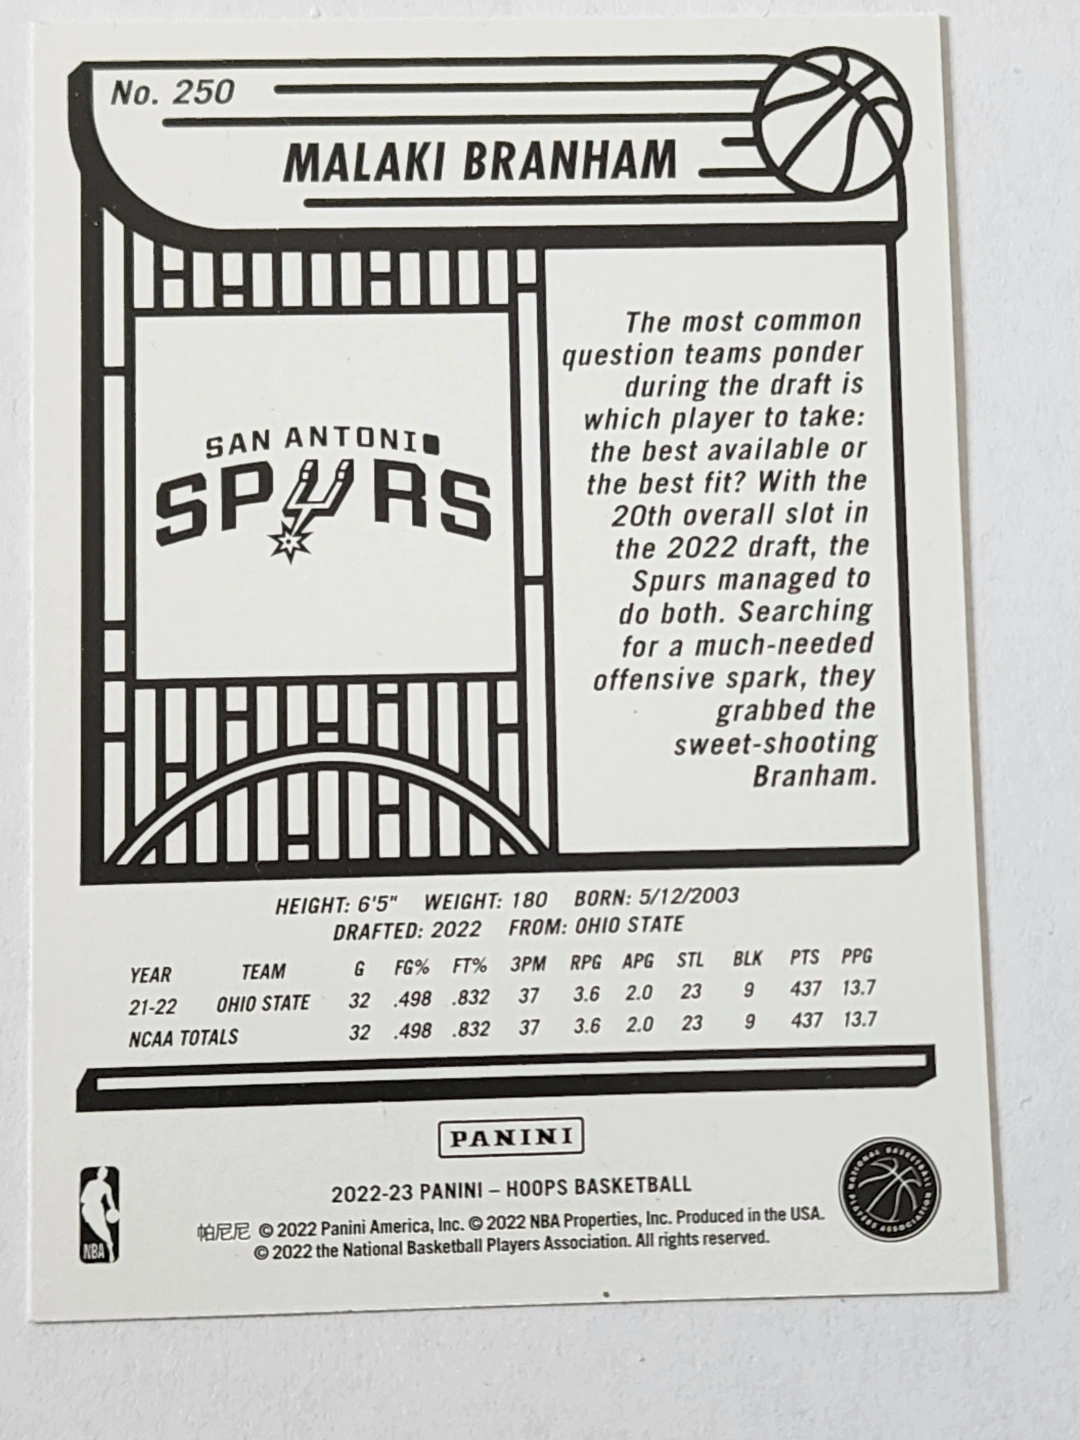 No. 250
MALAKI BRANHAM
SAN ANTONIO
SPURS
The most common
question teams ponder
during the draft is
which player to take:
the best available or
the best fit? With the
20th overall slot in
the 2022 draft, the
Spurs managed to
do both. Searching
for a much-needed
offensive spark, they
grabbed the
sweet-shooting
Branham.
HEIGHT: 6'5" WEIGHT: 180 BORN: 5/12/2003
DRAFTED: 2022 FROM: OHIO STATE
YEAR TEAM G FG% FT% 3PM RPG APG STL BLK PTS PPG
21-22 OHIO STATE 32 .498 .832 37 3.6 2.0 23 9 437 13.7
NCAA TOTALS 32 .498 .832 37 3.6 2.0 23 9 437 13.7
PANINI
2022-23 PANINI – HOOPS BASKETBALL
帕尼尼 © 2022 Panini America, Inc. © 2022 NBA Properties, Inc. Produced in the USA.
© 2022 the National Basketball Players Association. All rights reserved.
NBA
NATIONAL BASKETBALL PLAYERS ASSOCIATION